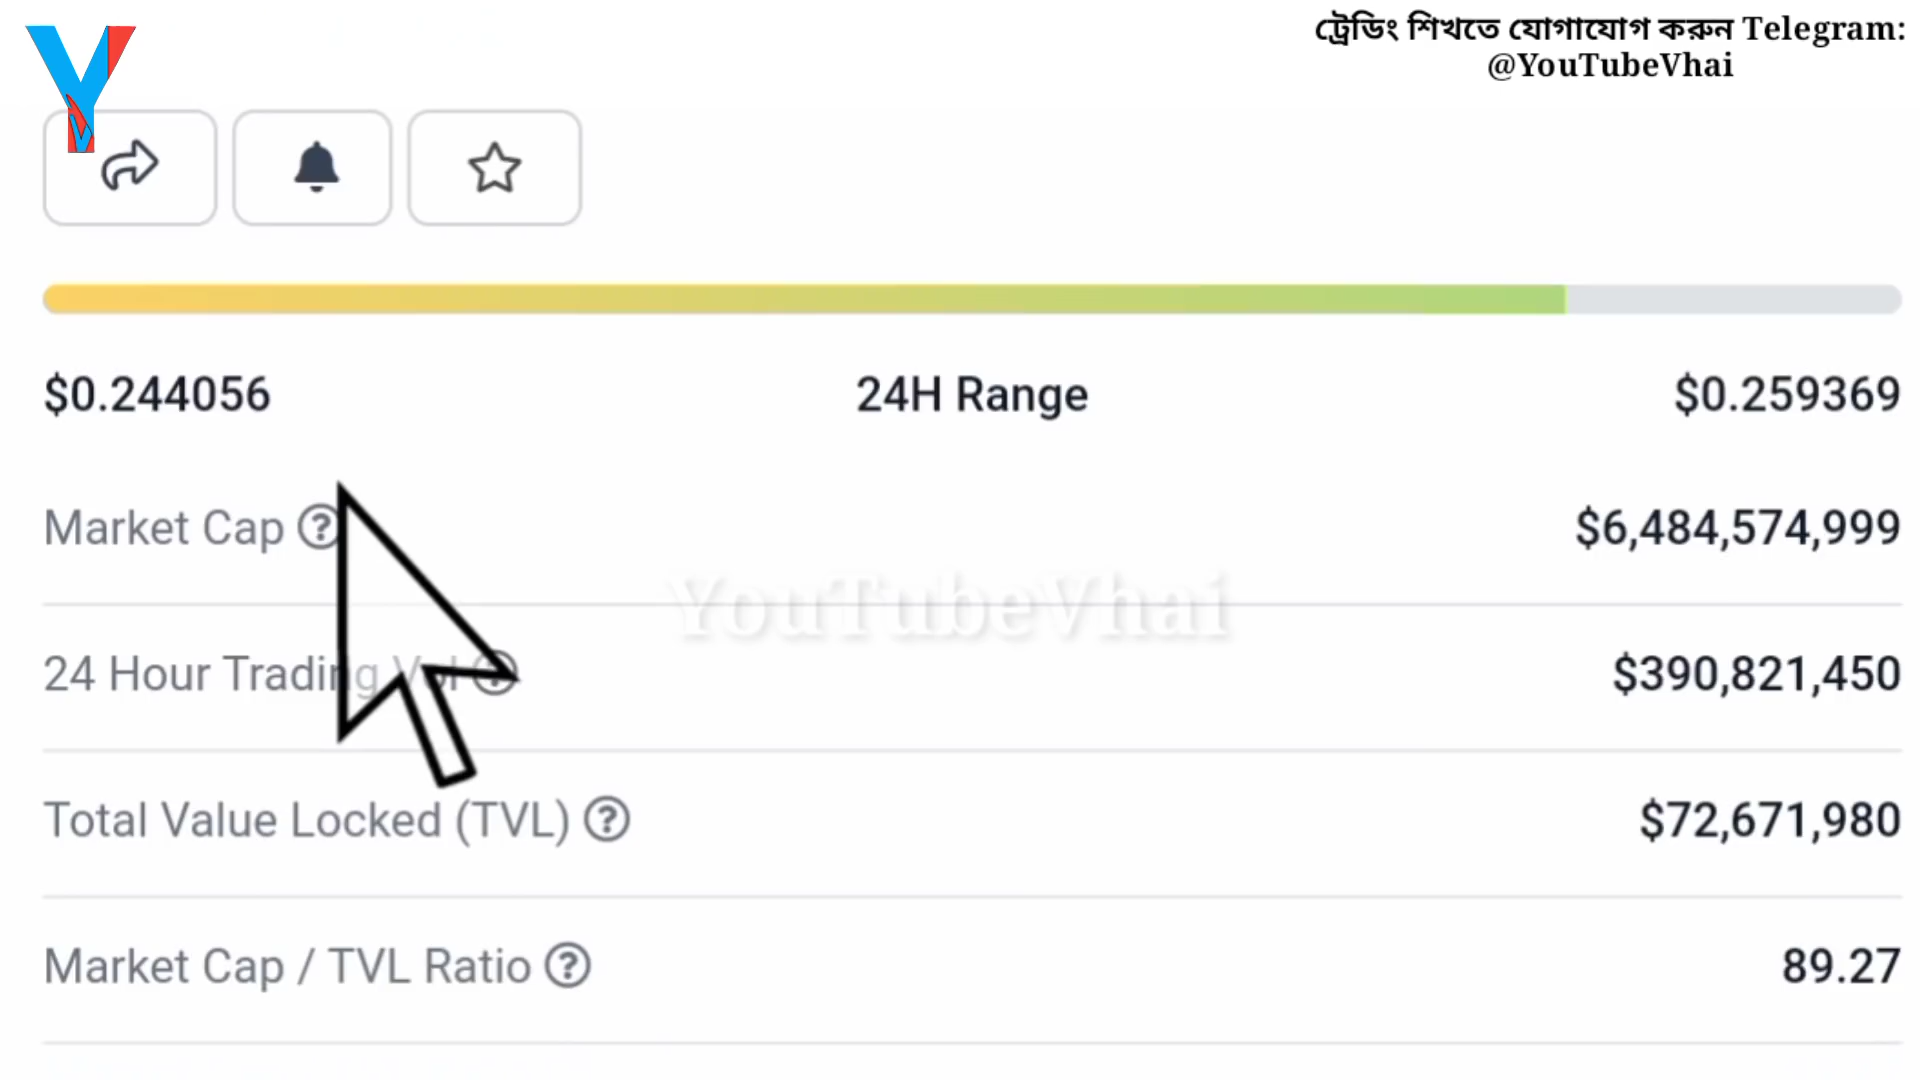 ট্রেডিং শিখতে যোগাযোগ করুন Telegram:
@YouTubeVhai
$0.244056 24H Range $0.259369
Market Cap $6,484,574,999
YouTubeVhai
24 Hour Trading Vol $390,821,450
Total Value Locked (TVL) $72,671,980
Market Cap / TVL Ratio 89.27